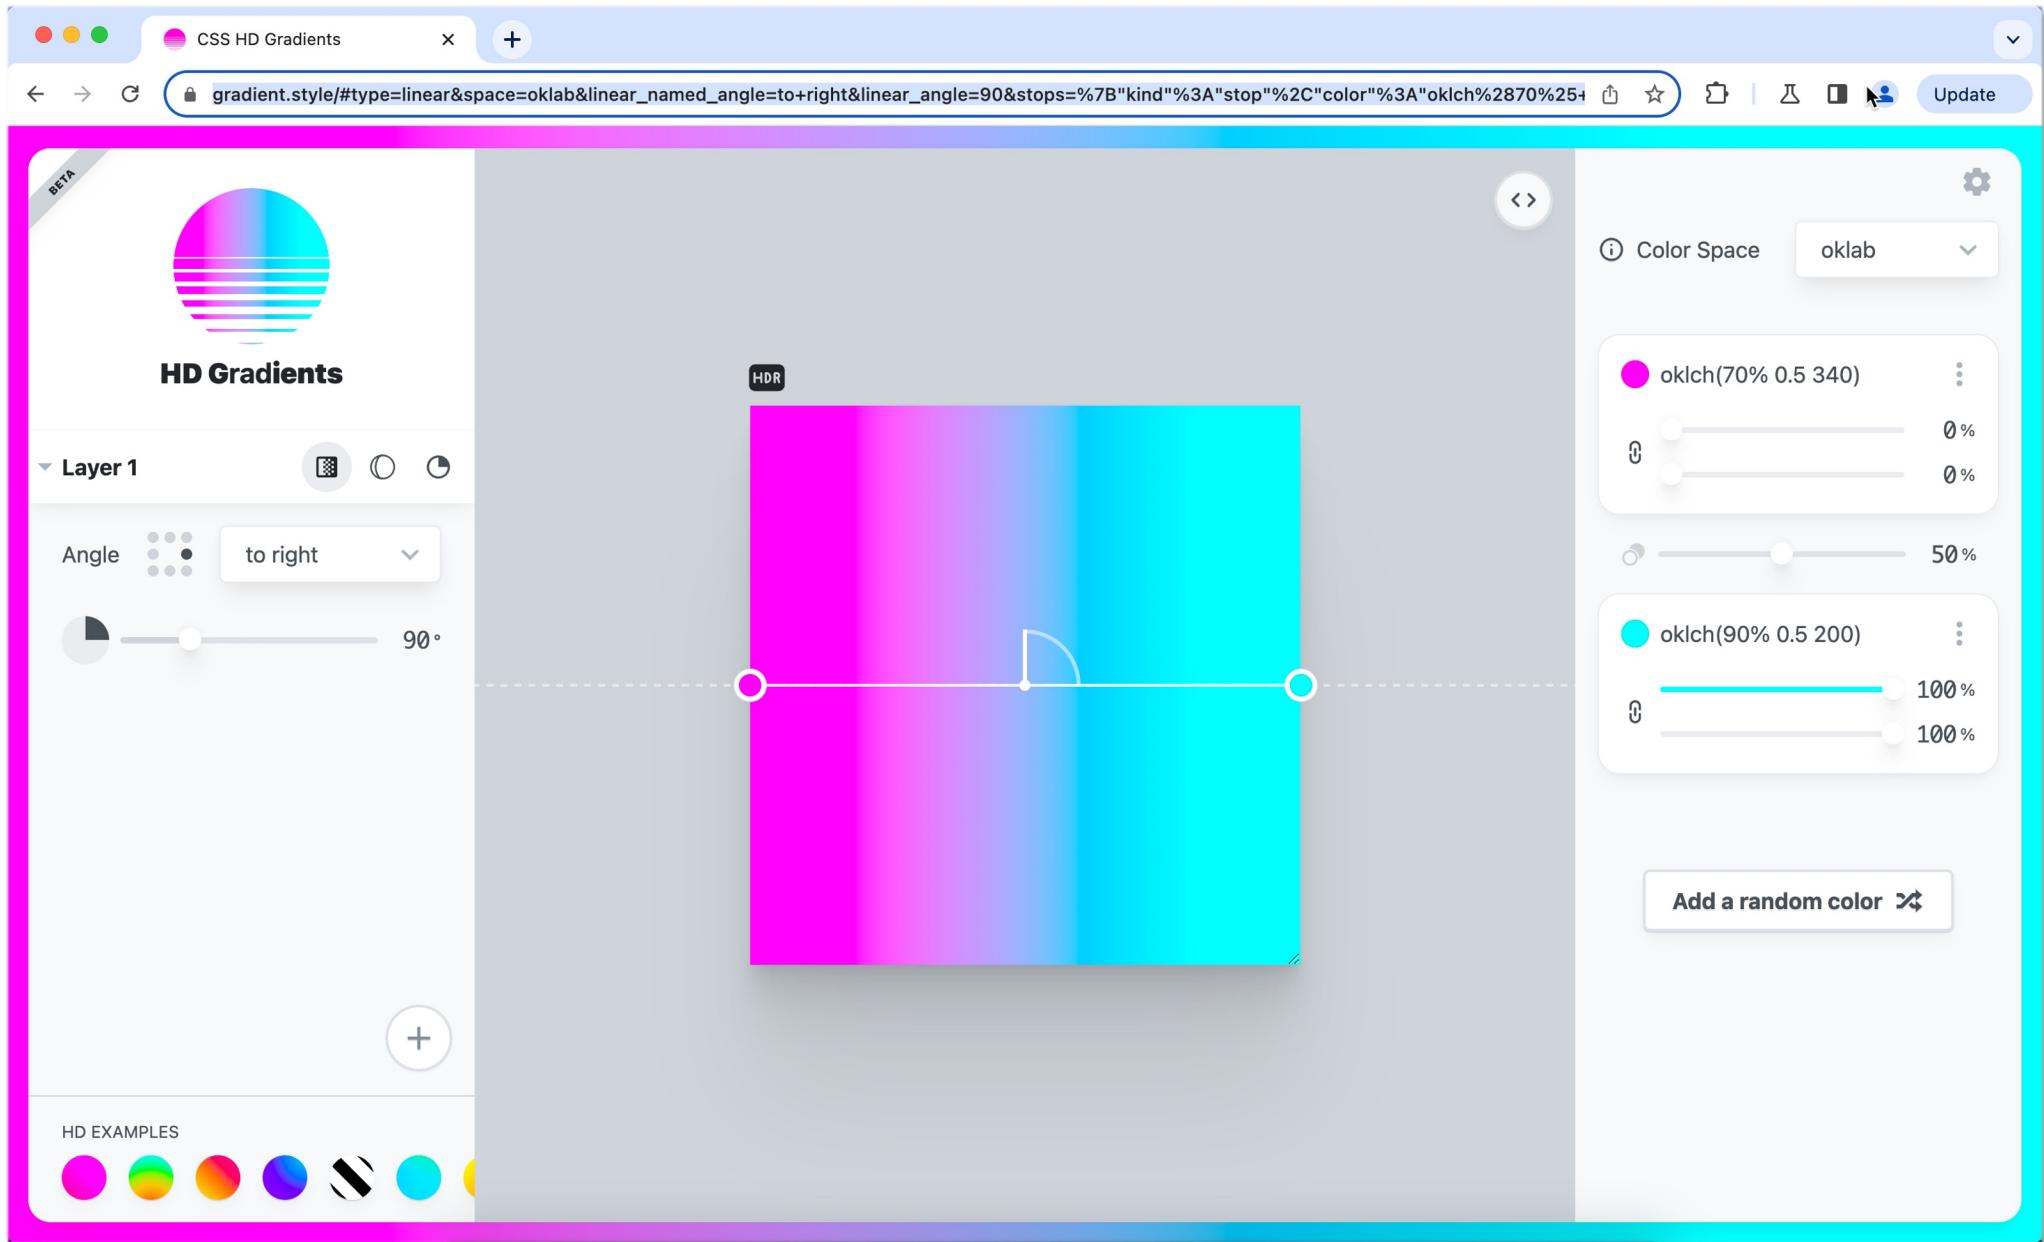 CSS HD Gradients
gradient.style/#type=linear&space=oklab&linear_named_angle=to+right&linear_angle=90&stops=%7B"kind"%3A"stop"%2C"color"%3A"oklch%2870%25+
Update
BETA
HD Gradients
Layer 1
Angle
to right
90°
HD EXAMPLES
HDR
Color Space
oklab
oklch(70% 0.5 340)
0%
0%
50%
oklch(90% 0.5 200)
100%
100%
Add a random color